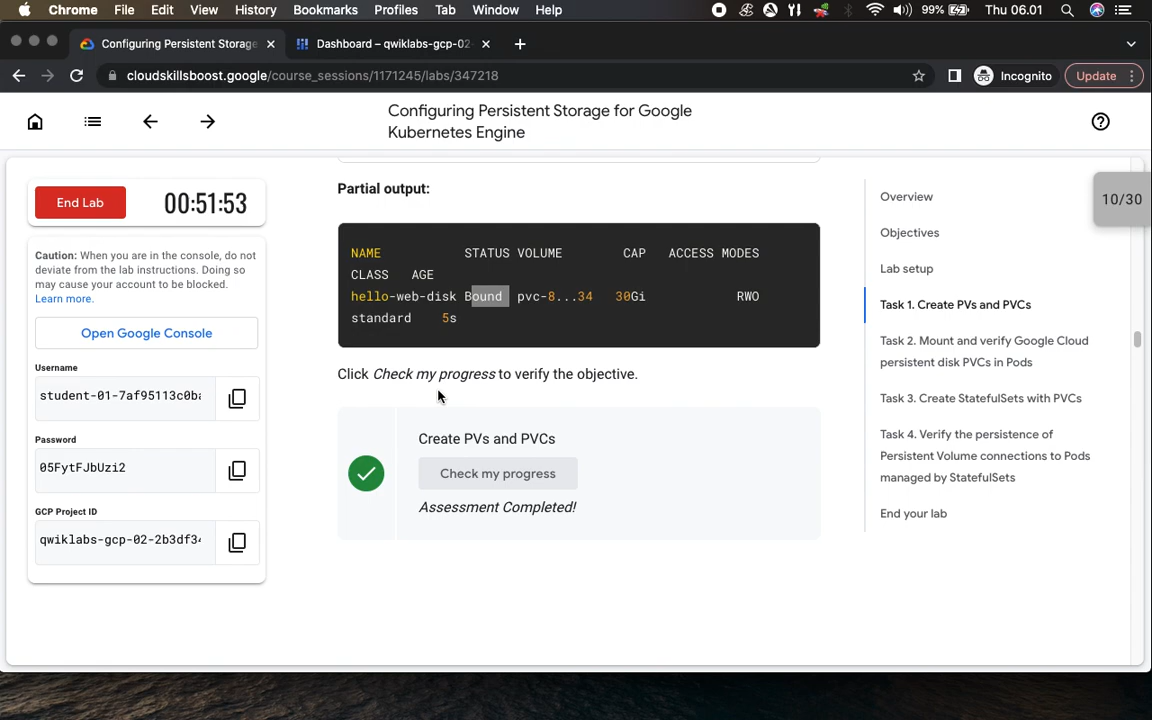 Chrome File Edit View History Bookmarks Profiles Tab Window Help 99% Thu 06.01
Configuring Persistent Storage Dashboard – qwiklabs-gcp-02-
cloudskillsboost.google/course_sessions/1171245/labs/347218 Incognito Update
Configuring Persistent Storage for Google
Kubernetes Engine
End Lab 00:51:53
Caution: When you are in the console, do not
deviate from the lab instructions. Doing so
may cause your account to be blocked.
Learn more.
Open Google Console
Username
student-01-7af95113c0b
Password
05FytFJbUzi2
GCP Project ID
qwiklabs-gcp-02-2b3df3
Partial output:
NAME STATUS VOLUME CAP ACCESS MODES
CLASS AGE
hello-web-disk Bound pvc-8...34 30Gi RWO
standard 5s
Click Check my progress to verify the objective.
Create PVs and PVCs
Check my progress
Assessment Completed!
10/30
Overview
Objectives
Lab setup
Task 1. Create PVs and PVCs
Task 2. Mount and verify Google Cloud
persistent disk PVCs in Pods
Task 3. Create StatefulSets with PVCs
Task 4. Verify the persistence of
Persistent Volume connections to Pods
managed by StatefulSets
End your lab